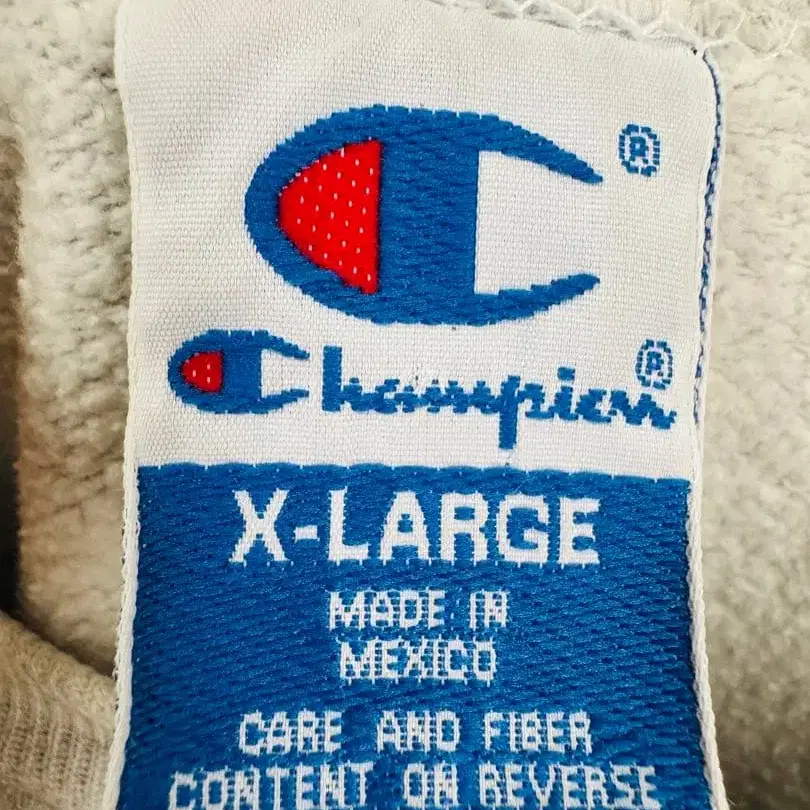 ®
Champion®
X-LARGE
MADE IN
MEXICO
CARE AND FIBER
CONTENT ON REVERSE